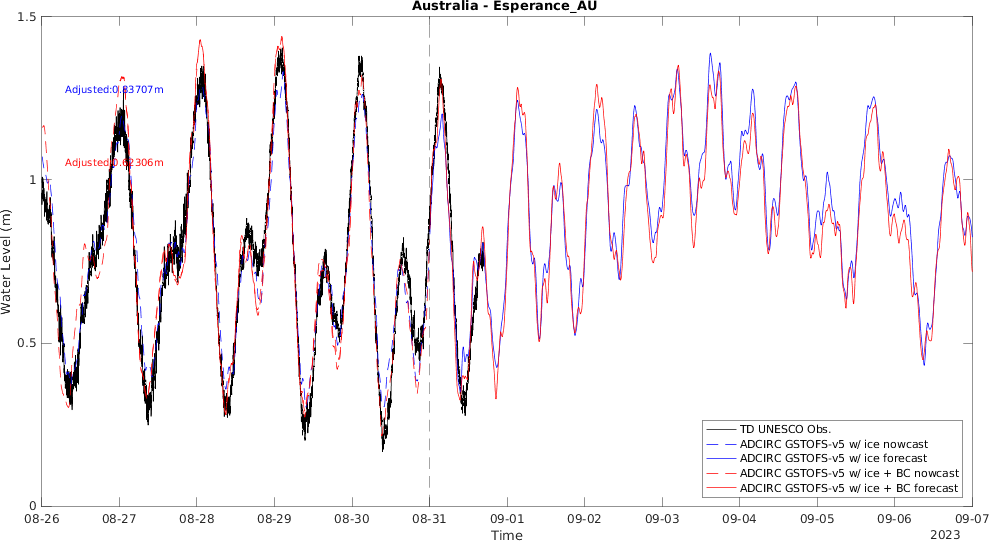 Australia - Esperance_AU
1.5
Adjusted:0.83707m
Adjusted:0.62306m
1
0.5
0
Water Level (m)
TD UNESCO Obs.
ADCIRC GSTOFS-v5 w/ ice nowcast
ADCIRC GSTOFS-v5 w/ ice forecast
ADCIRC GSTOFS-v5 w/ ice + BC nowcast
ADCIRC GSTOFS-v5 w/ ice + BC forecast
08-26 08-27 08-28 08-29 08-30 08-31 09-01 09-02 09-03 09-04 09-05 09-06 09-07
Time
2023